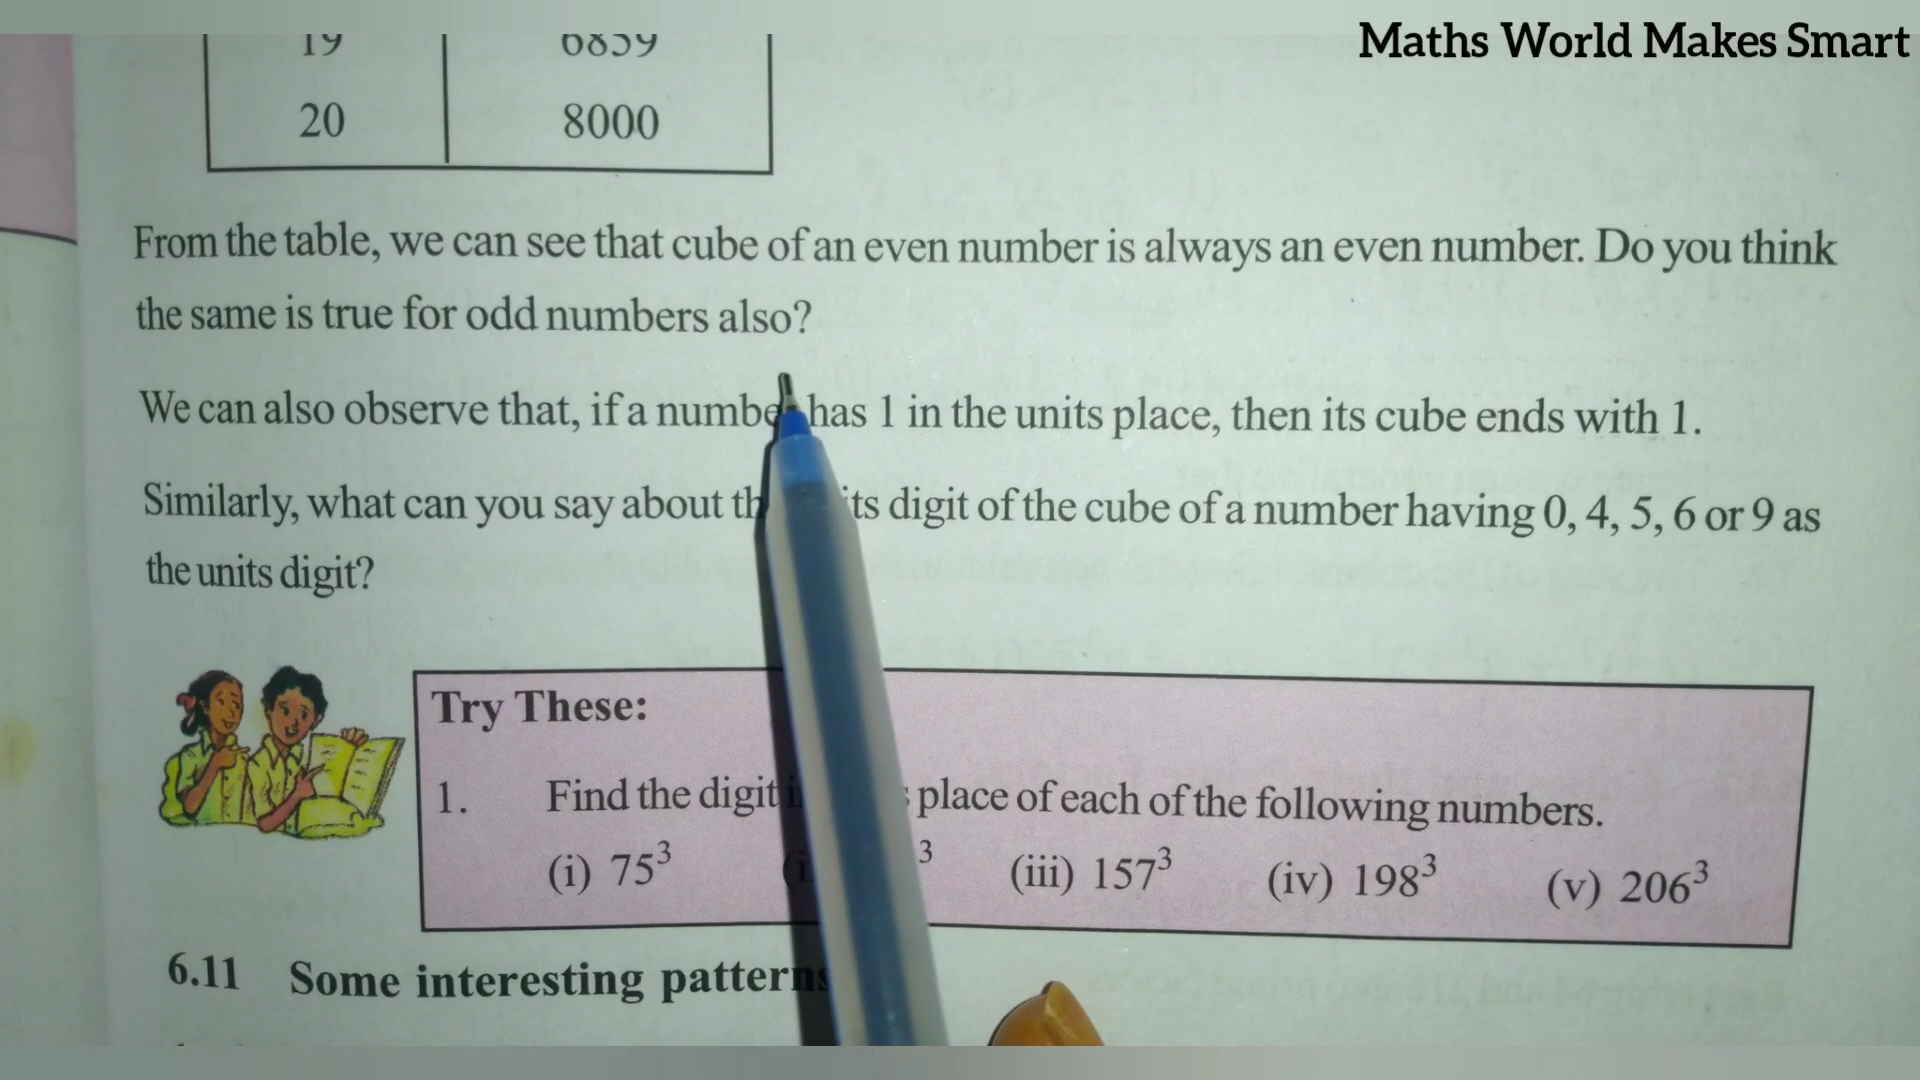 Maths World Makes Smart
19 6859
20 8000
From the table, we can see that cube of an even number is always an even number. Do you think
the same is true for odd numbers also?
We can also observe that, if a number has 1 in the units place, then its cube ends with 1.
Similarly, what can you say about digit of the cube of a number having 0, 4, 5, 6 or 9 as
the units digit?
Try These:
1. Find the digit place of each of the following numbers.
(i) 75³ ³ (iii) 157³ (iv) 198³ (v) 206³
6.11 Some interesting patterns